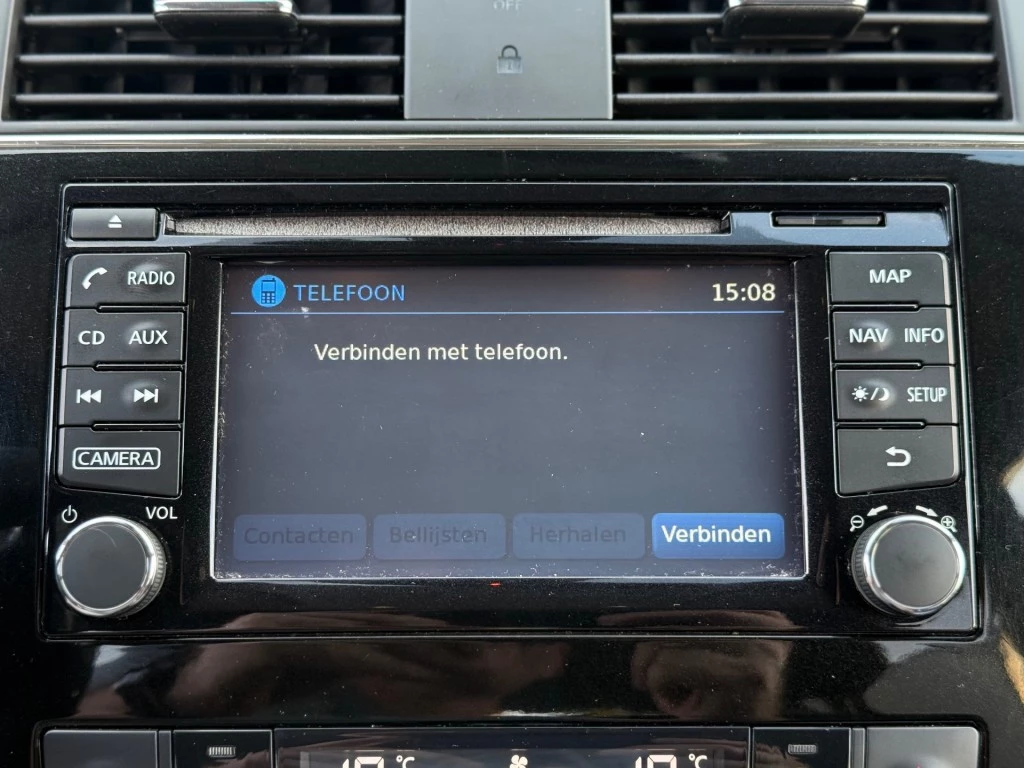 OFF
RADIO
CD AUX
CAMERA
VOL
TELEFOON 15:08
Verbinden met telefoon.
Contacten Bellijsten Herhalen Verbinden
MAP
NAV INFO
SETUP
°C °C